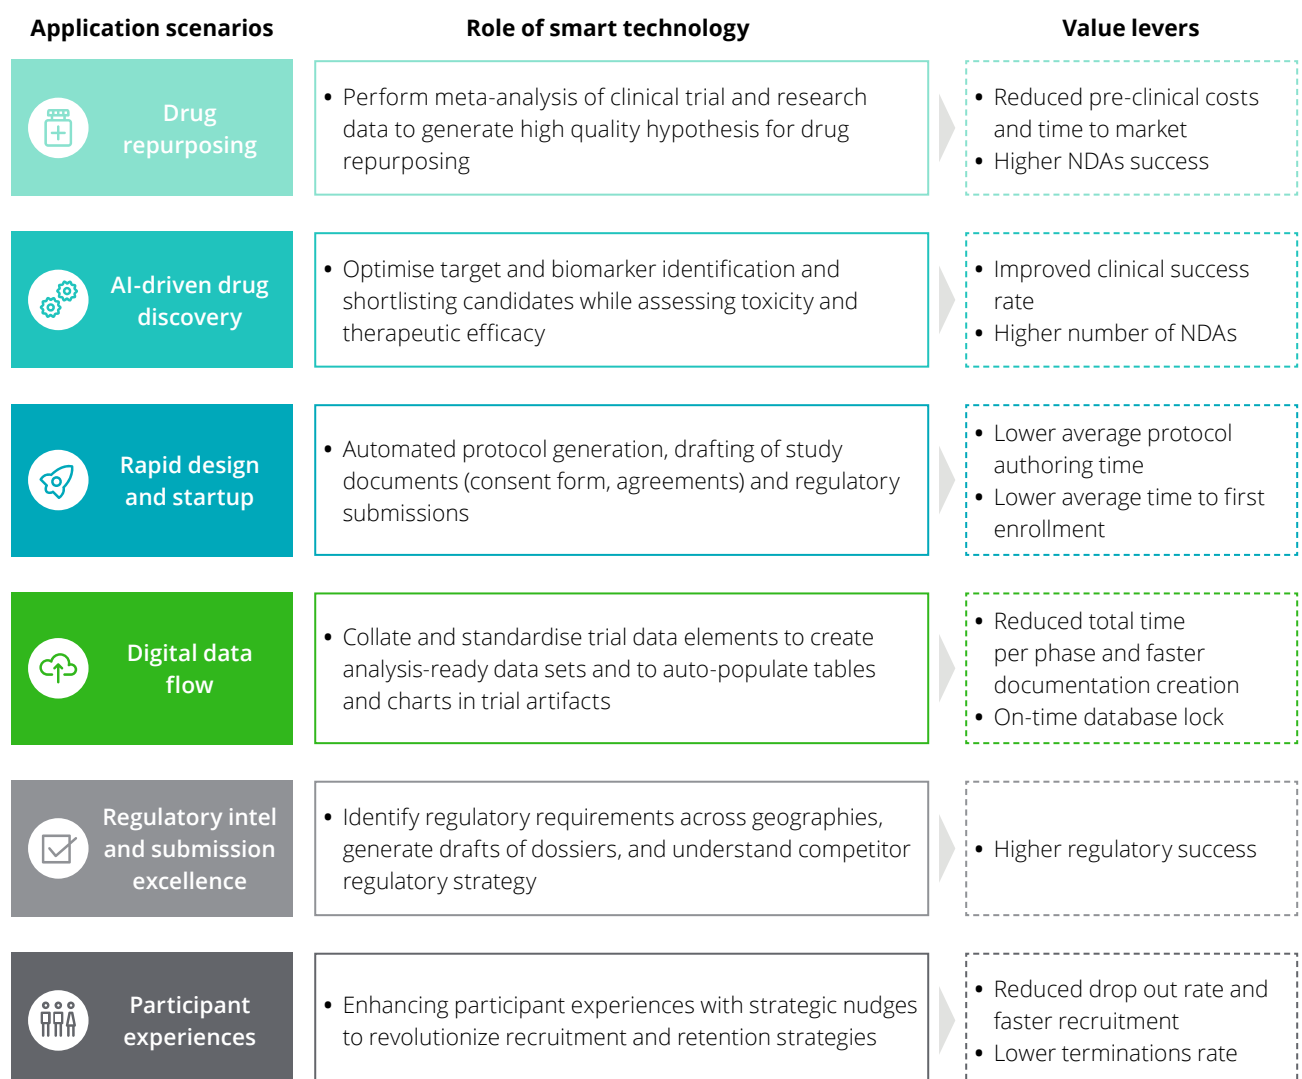 Application scenarios
Role of smart technology
Value levers
Drug
repurposing
• Perform meta-analysis of clinical trial and research
data to generate high quality hypothesis for drug
repurposing
• Reduced pre-clinical costs
and time to market
• Higher NDAs success
AI-driven drug
discovery
• Optimise target and biomarker identification and
shortlisting candidates while assessing toxicity and
therapeutic efficacy
• Improved clinical success
rate
• Higher number of NDAs
Rapid design
and startup
• Automated protocol generation, drafting of study
documents (consent form, agreements) and regulatory
submissions
• Lower average protocol
authoring time
• Lower average time to first
enrollment
Digital data
flow
• Collate and standardise trial data elements to create
analysis-ready data sets and to auto-populate tables
and charts in trial artifacts
• Reduced total time
per phase and faster
documentation creation
• On-time database lock
Regulatory intel
and submission
excellence
• Identify regulatory requirements across geographies,
generate drafts of dossiers, and understand competitor
regulatory strategy
• Higher regulatory success
Participant
experiences
• Enhancing participant experiences with strategic nudges
to revolutionize recruitment and retention strategies
• Reduced drop out rate and
faster recruitment
• Lower terminations rate